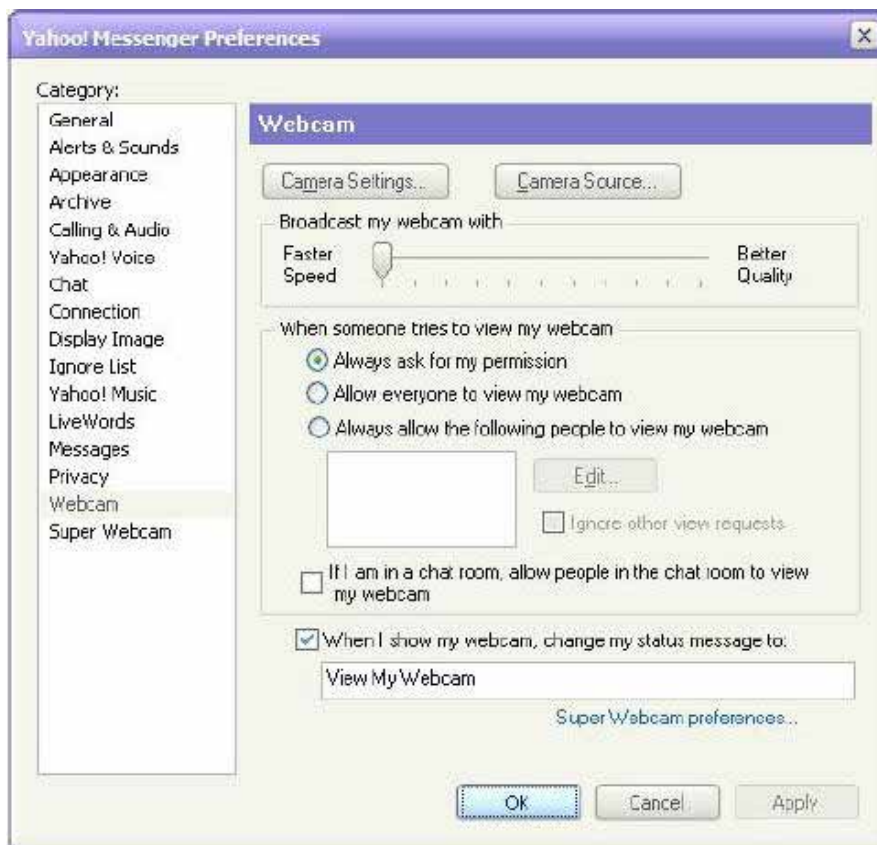 Yahoo! Messenger Preferences
Category:
General
Alerts & Sounds
Appearance
Archive
Calling & Audio
Yahoo! Voice
Chat
Connection
Display Image
Ignore List
Yahoo! Music
LiveWords
Messages
Privacy
Webcam
Super Webcam
Webcam
Camera Settings...
Camera Source...
Broadcast my webcam with
Faster
Speed
Better
Quality
When someone tries to view my webcam
Always ask for my permission
Allow everyone to view my webcam
Always allow the following people to view my webcam
Edit...
Ignore other view requests
If I am in a chat room, allow people in the chat room to view
my webcam
When I show my webcam, change my status message to:
View My Webcam
Super Webcam preferences...
OK
Cancel
Apply